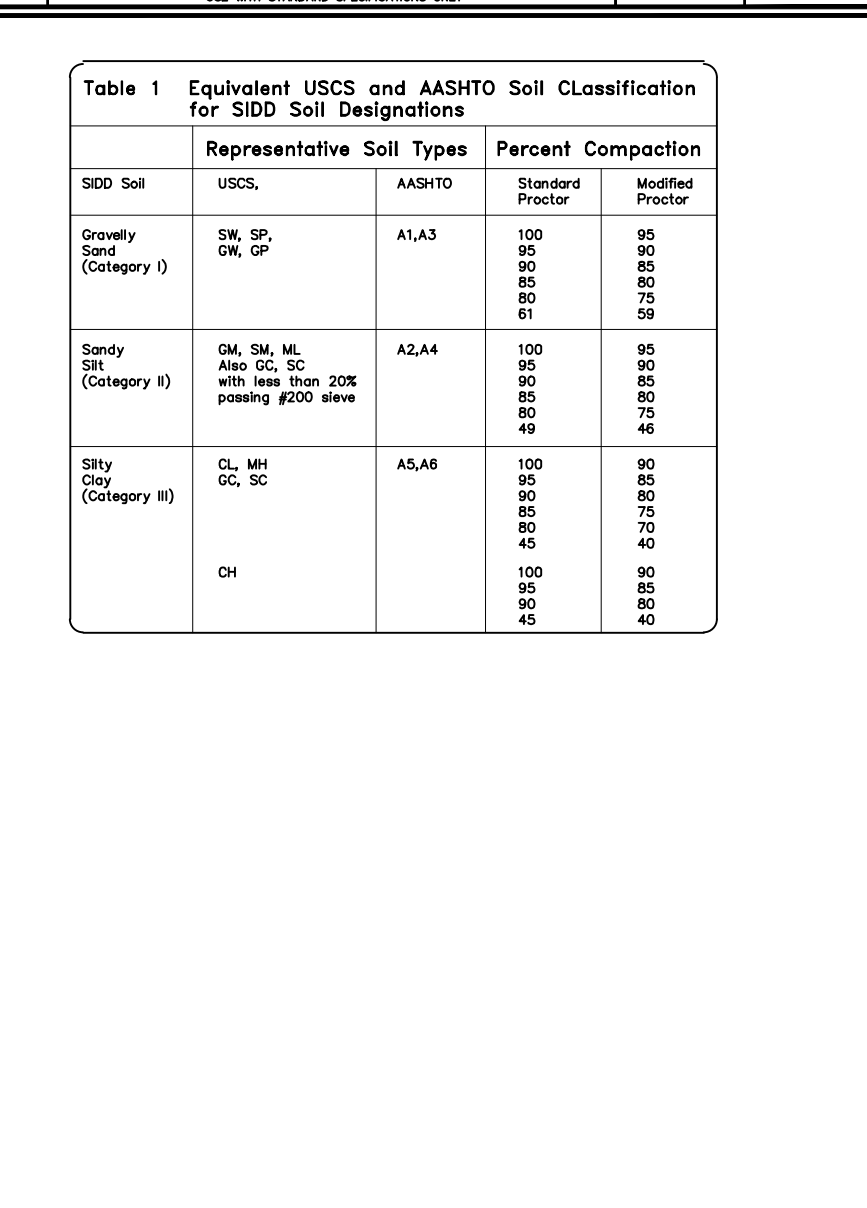 USE WITH STANDARD SPECIFICATIONS ONLY
Table 1 Equivalent USCS and AASHTO Soil CLassification
for SIDD Soil Designations
Representative Soil Types Percent Compaction
SIDD Soil USCS, AASHTO Standard Modified
Proctor Proctor
Gravelly SW, SP, A1,A3 100 95
Sand GW, GP 95 90
(Category I) 90 85
85 80
80 75
61 59
Sandy GM, SM, ML A2,A4 100 95
Silt Also GC, SC 95 90
(Category II) with less than 20% 90 85
passing #200 sieve 85 80
80 75
49 46
Silty CL, MH A5,A6 100 90
Clay GC, SC 95 85
(Category III) 90 80
85 75
80 70
45 40
CH 100 90
95 85
90 80
45 40